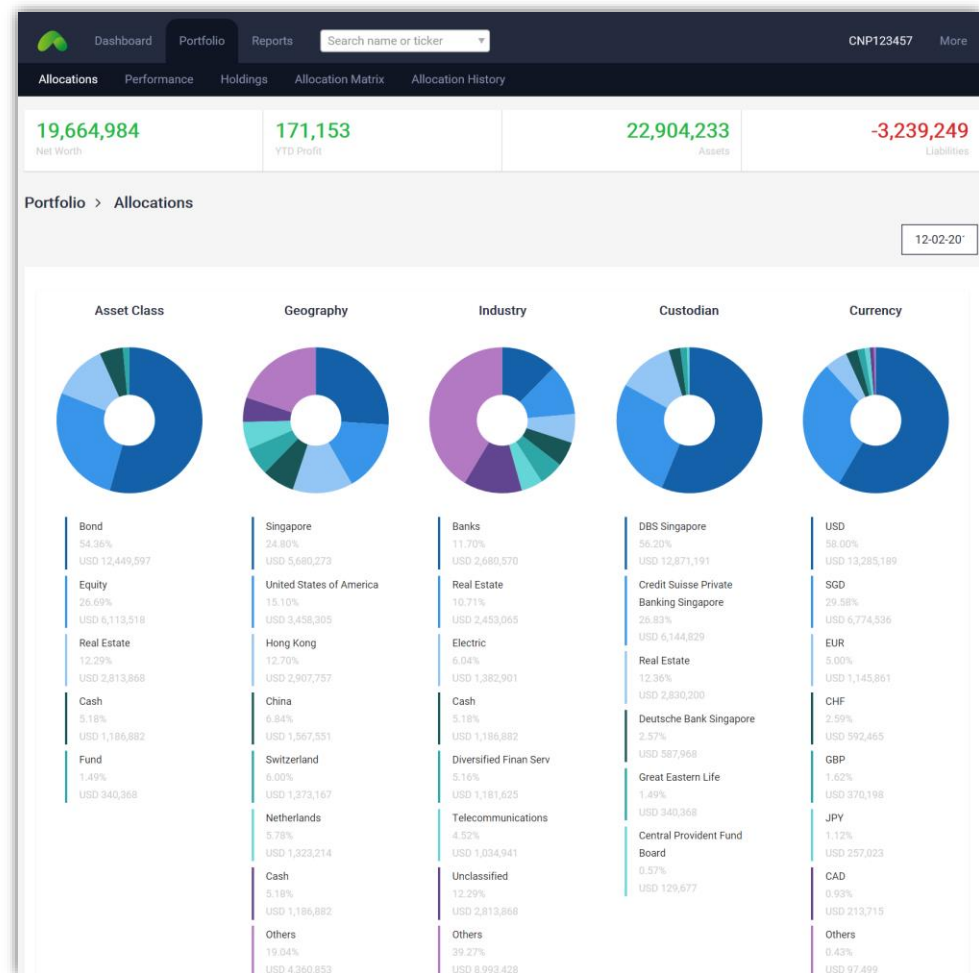 Dashboard Portfolio Reports Search name or ticker CNP123457 More
Allocations Performance Holdings Allocation Matrix Allocation History
19,664,984 171,153 22,904,233 -3,239,249
Net Worth YTD Profit Assets Liabilities
Portfolio > Allocations
12-02-20
Asset Class
Bond
54.36%
USD 12,449,597
Equity
26.69%
USD 6,113,518
Real Estate
12.29%
USD 2,813,868
Cash
5.18%
USD 1,186,882
Fund
1.49%
USD 340,368
Geography
Singapore
24.80%
USD 5,680,273
United States of America
15.10%
USD 3,458,305
Hong Kong
12.70%
USD 2,907,757
China
6.84%
USD 1,567,551
Switzerland
6.00%
USD 1,373,167
Netherlands
5.78%
USD 1,323,214
Cash
5.18%
USD 1,186,882
Others
19.04%
USD 4,360,853
Industry
Banks
11.70%
USD 2,680,570
Real Estate
10.71%
USD 2,453,065
Electric
6.04%
USD 1,382,901
Cash
5.18%
USD 1,186,882
Diversified Finan Serv
5.16%
USD 1,181,625
Telecommunications
4.52%
USD 1,034,941
Unclassified
12.29%
USD 2,813,868
Others
39.27%
USD 8,993,428
Custodian
DBS Singapore
56.20%
USD 12,871,191
Credit Suisse Private
Banking Singapore
26.83%
USD 6,144,829
Real Estate
12.36%
USD 2,830,200
Deutsche Bank Singapore
2.57%
USD 587,968
Great Eastern Life
1.49%
USD 340,368
Central Provident Fund
Board
0.57%
USD 129,677
Currency
USD
58.00%
USD 13,285,189
SGD
29.58%
USD 6,774,536
EUR
5.00%
USD 1,145,861
CHF
2.59%
USD 592,465
GBP
1.62%
USD 370,198
JPY
1.12%
USD 257,023
CAD
0.93%
USD 213,715
Others
0.43%
USD 97,499